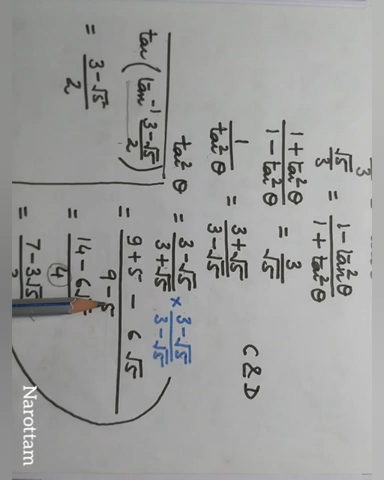 √5/3 = (1-tan²θ)/(1+tan²θ)
(1+tan²θ)/(1-tan²θ) = 3/√5
C & D
1/tan²θ = (3+√5)/(3-√5)
tan²θ = (3-√5)/(3+√5) × (3-√5)/(3-√5)
= (9+5 - 6√5)/(9-5)
= (14-6√5)/4
= 7-3√5
tan(tan⁻¹ (3-√5)/2)
= (3-√5)/2
Narottam